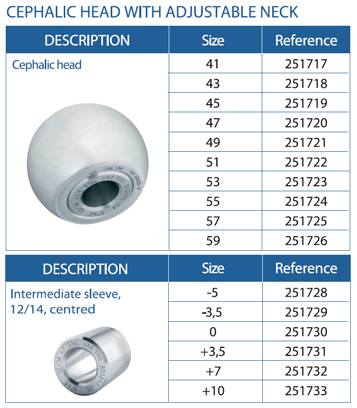 CEPHALIC HEAD WITH ADJUSTABLE NECK
DESCRIPTION Size Reference
Cephalic head 41 251717
43 251718
45 251719
47 251720
49 251721
51 251722
53 251723
55 251724
57 251725
59 251726
DESCRIPTION Size Reference
Intermediate sleeve, -5 251728
12/14, centred -3,5 251729
0 251730
+3,5 251731
+7 251732
+10 251733